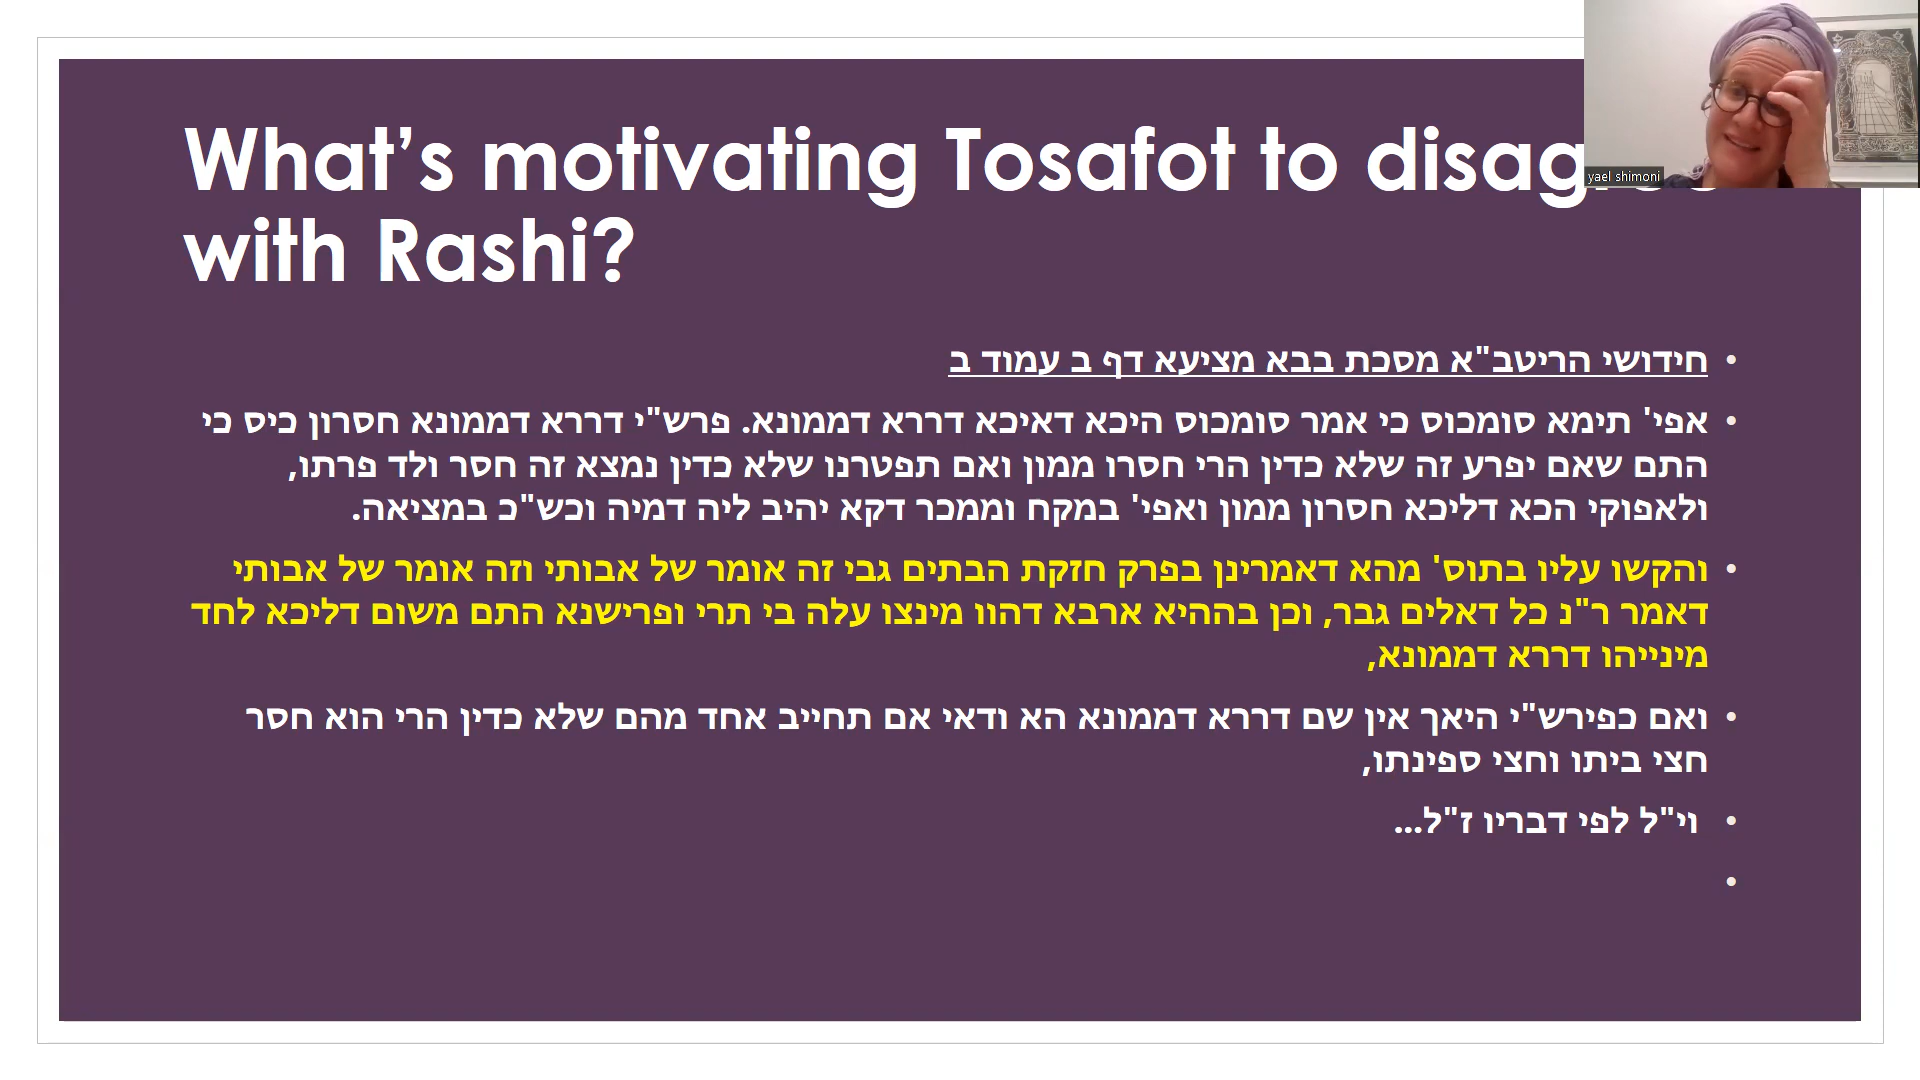 What's motivating Tosafot to
with Rashi?
yael shimoni
חידושי הריטב"א מסכת בבא מציעא דף ב עמוד ב
אפי' תימא סומכוס כי אמר סומכוס היכא דאיכא דררא דממונא. פרש"י דררא דממונא חסרון כיס כי
התם שאם יפרע זה שלא כדין הרי חסרו ממון ואם תפטרנו שלא כדין נמצא זה חסר ולד פרתו,
ולאפוקי הכא דליכא חסרון ממון ואפי' במקח וממכר דקא יהיב ליה דמיה וכש"כ במציאה.
והקשו עליו בתוס' מהא דאמרינן בפרק חזקת הבתים גבי זה אומר של אבותי וזה אומר של אבותי
דאמר ר"נ כל דאלים גבר, וכן בההיא ארבא דהוו מינצו עלה בי תרי ופרישנא התם משום דליכא לחד
מינייהו דררא דממונא,
ואם כפירש"י היאך אין שם דררא דממונא הא ודאי אם תחייב אחד מהם שלא כדין הרי הוא חסר
חצי ביתו וחצי ספינתו,
וי"ל לפי דבריו ז"ל...